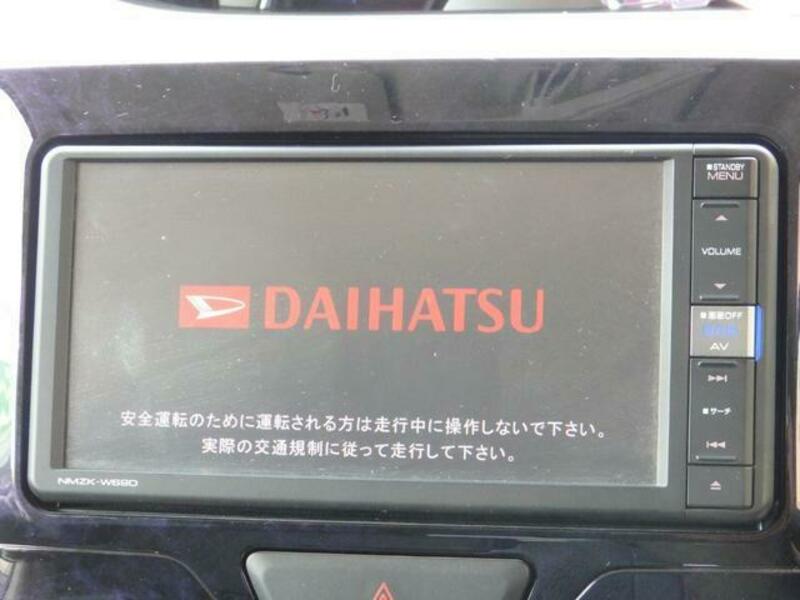 DAIHATSU
安全運転のために運転される方は走行中に操作しないで下さい。
実際の交通規制に従って走行して下さい。
NMZK-W69D
■STANDBY
MENU
VOLUME
■画面OFF
AV
■サーチ